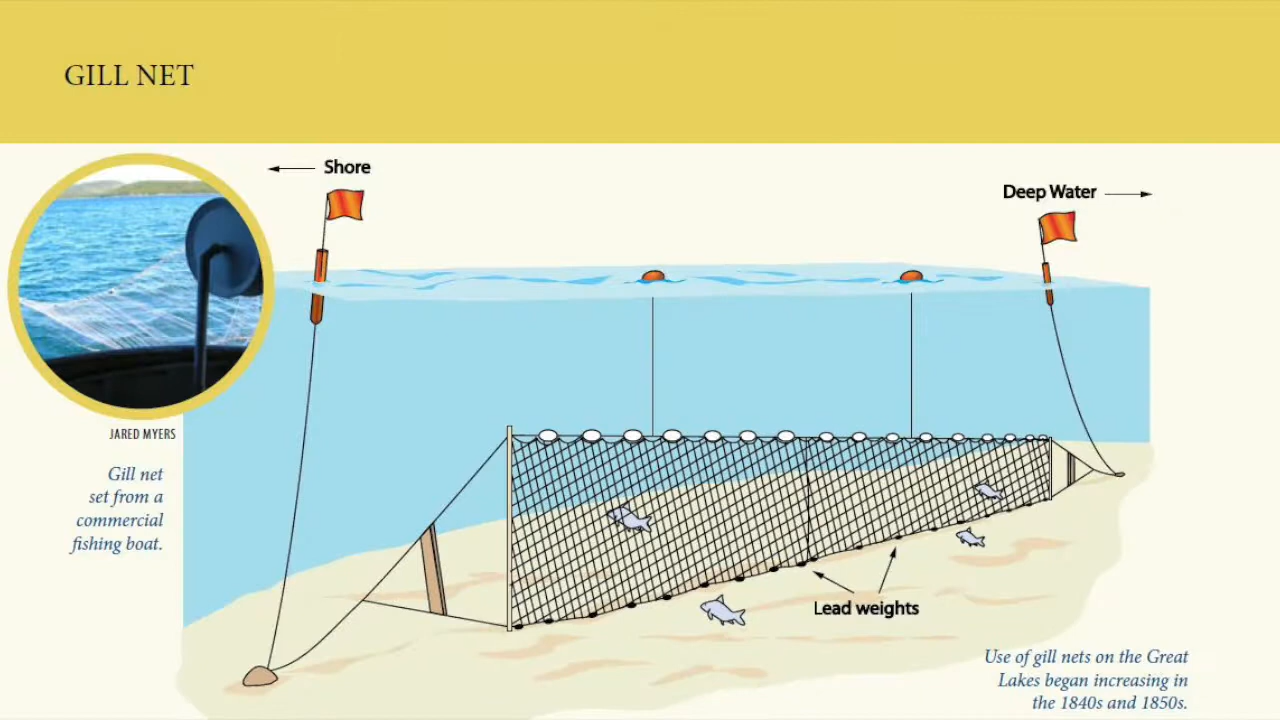 GILL NET
Shore
Deep Water
JARED MYERS
Gill net
set from a
commercial
fishing boat.
Lead weights
Use of gill nets on the Great
Lakes began increasing in
the 1840s and 1850s.